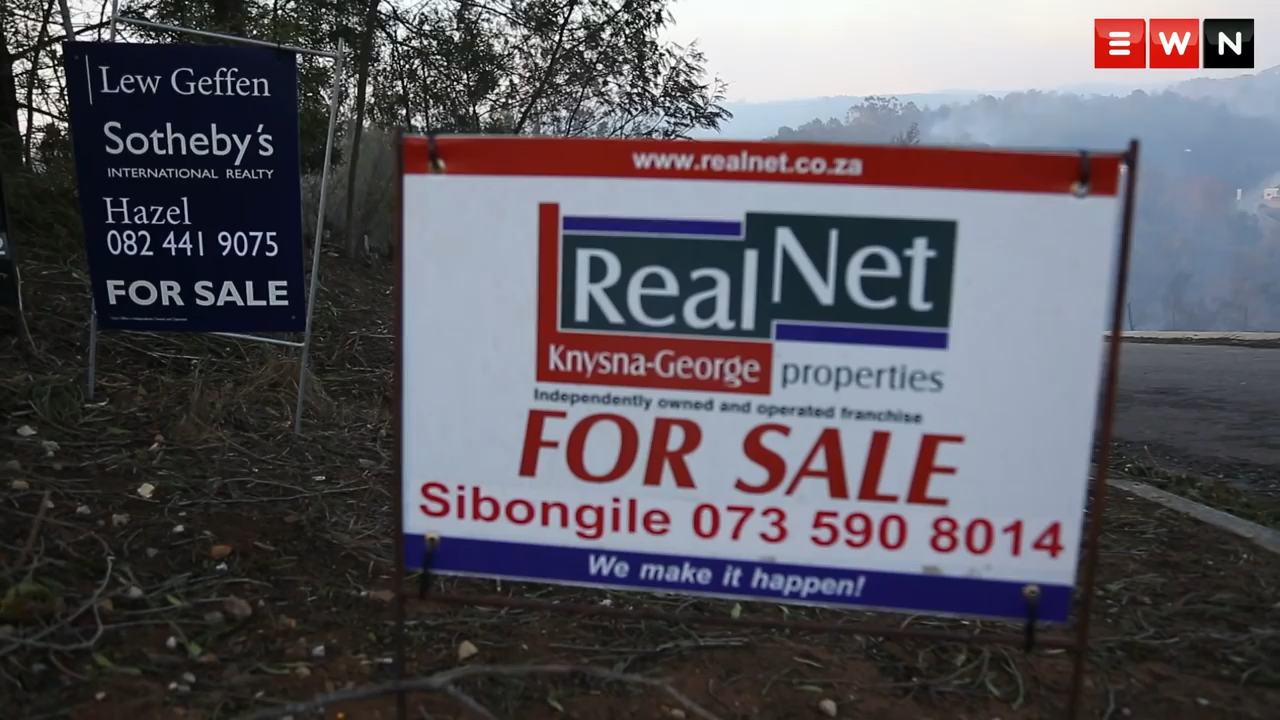 EWN
Lew Geffen
Sotheby's
INTERNATIONAL REALTY
Hazel
082 441 9075
FOR SALE
www.realnet.co.za
RealNet
Knysna-George properties
Independently owned and operated franchise
FOR SALE
Sibongile 073 590 8014
We make it happen!